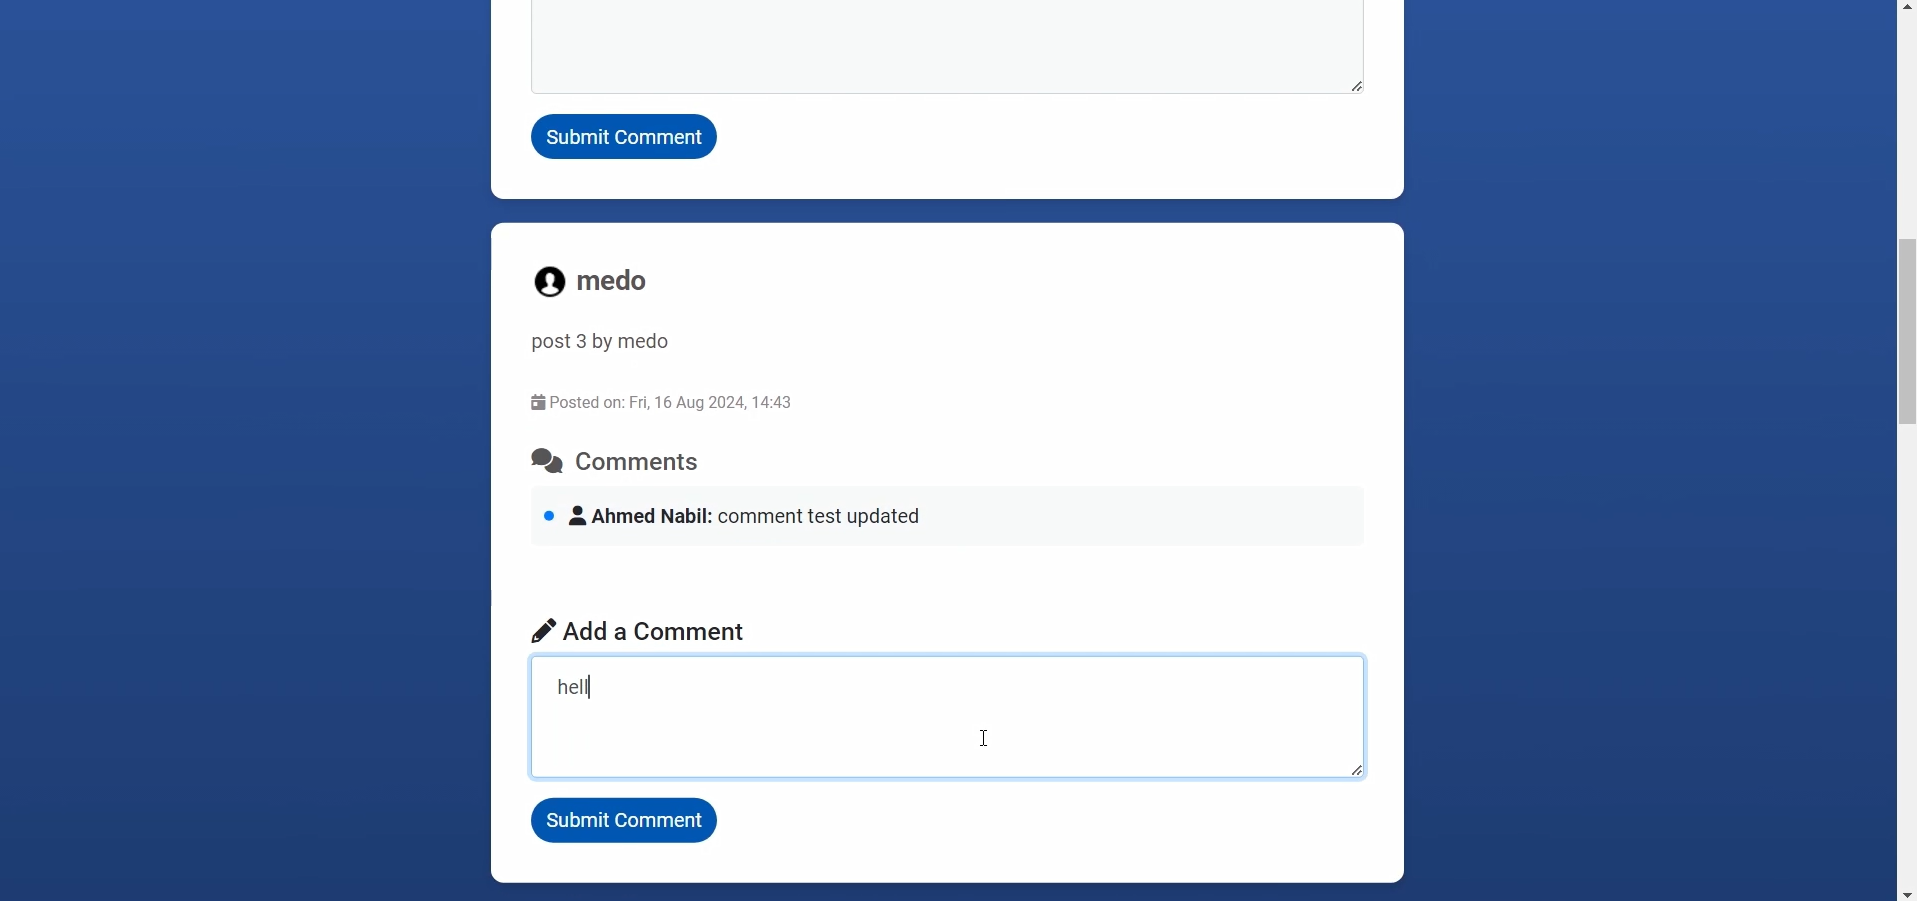 Submit Comment
medo
post 3 by medo
Posted on: Fri, 16 Aug 2024, 14:43
Comments
Ahmed Nabil: comment test updated
Add a Comment
hell
Submit Comment